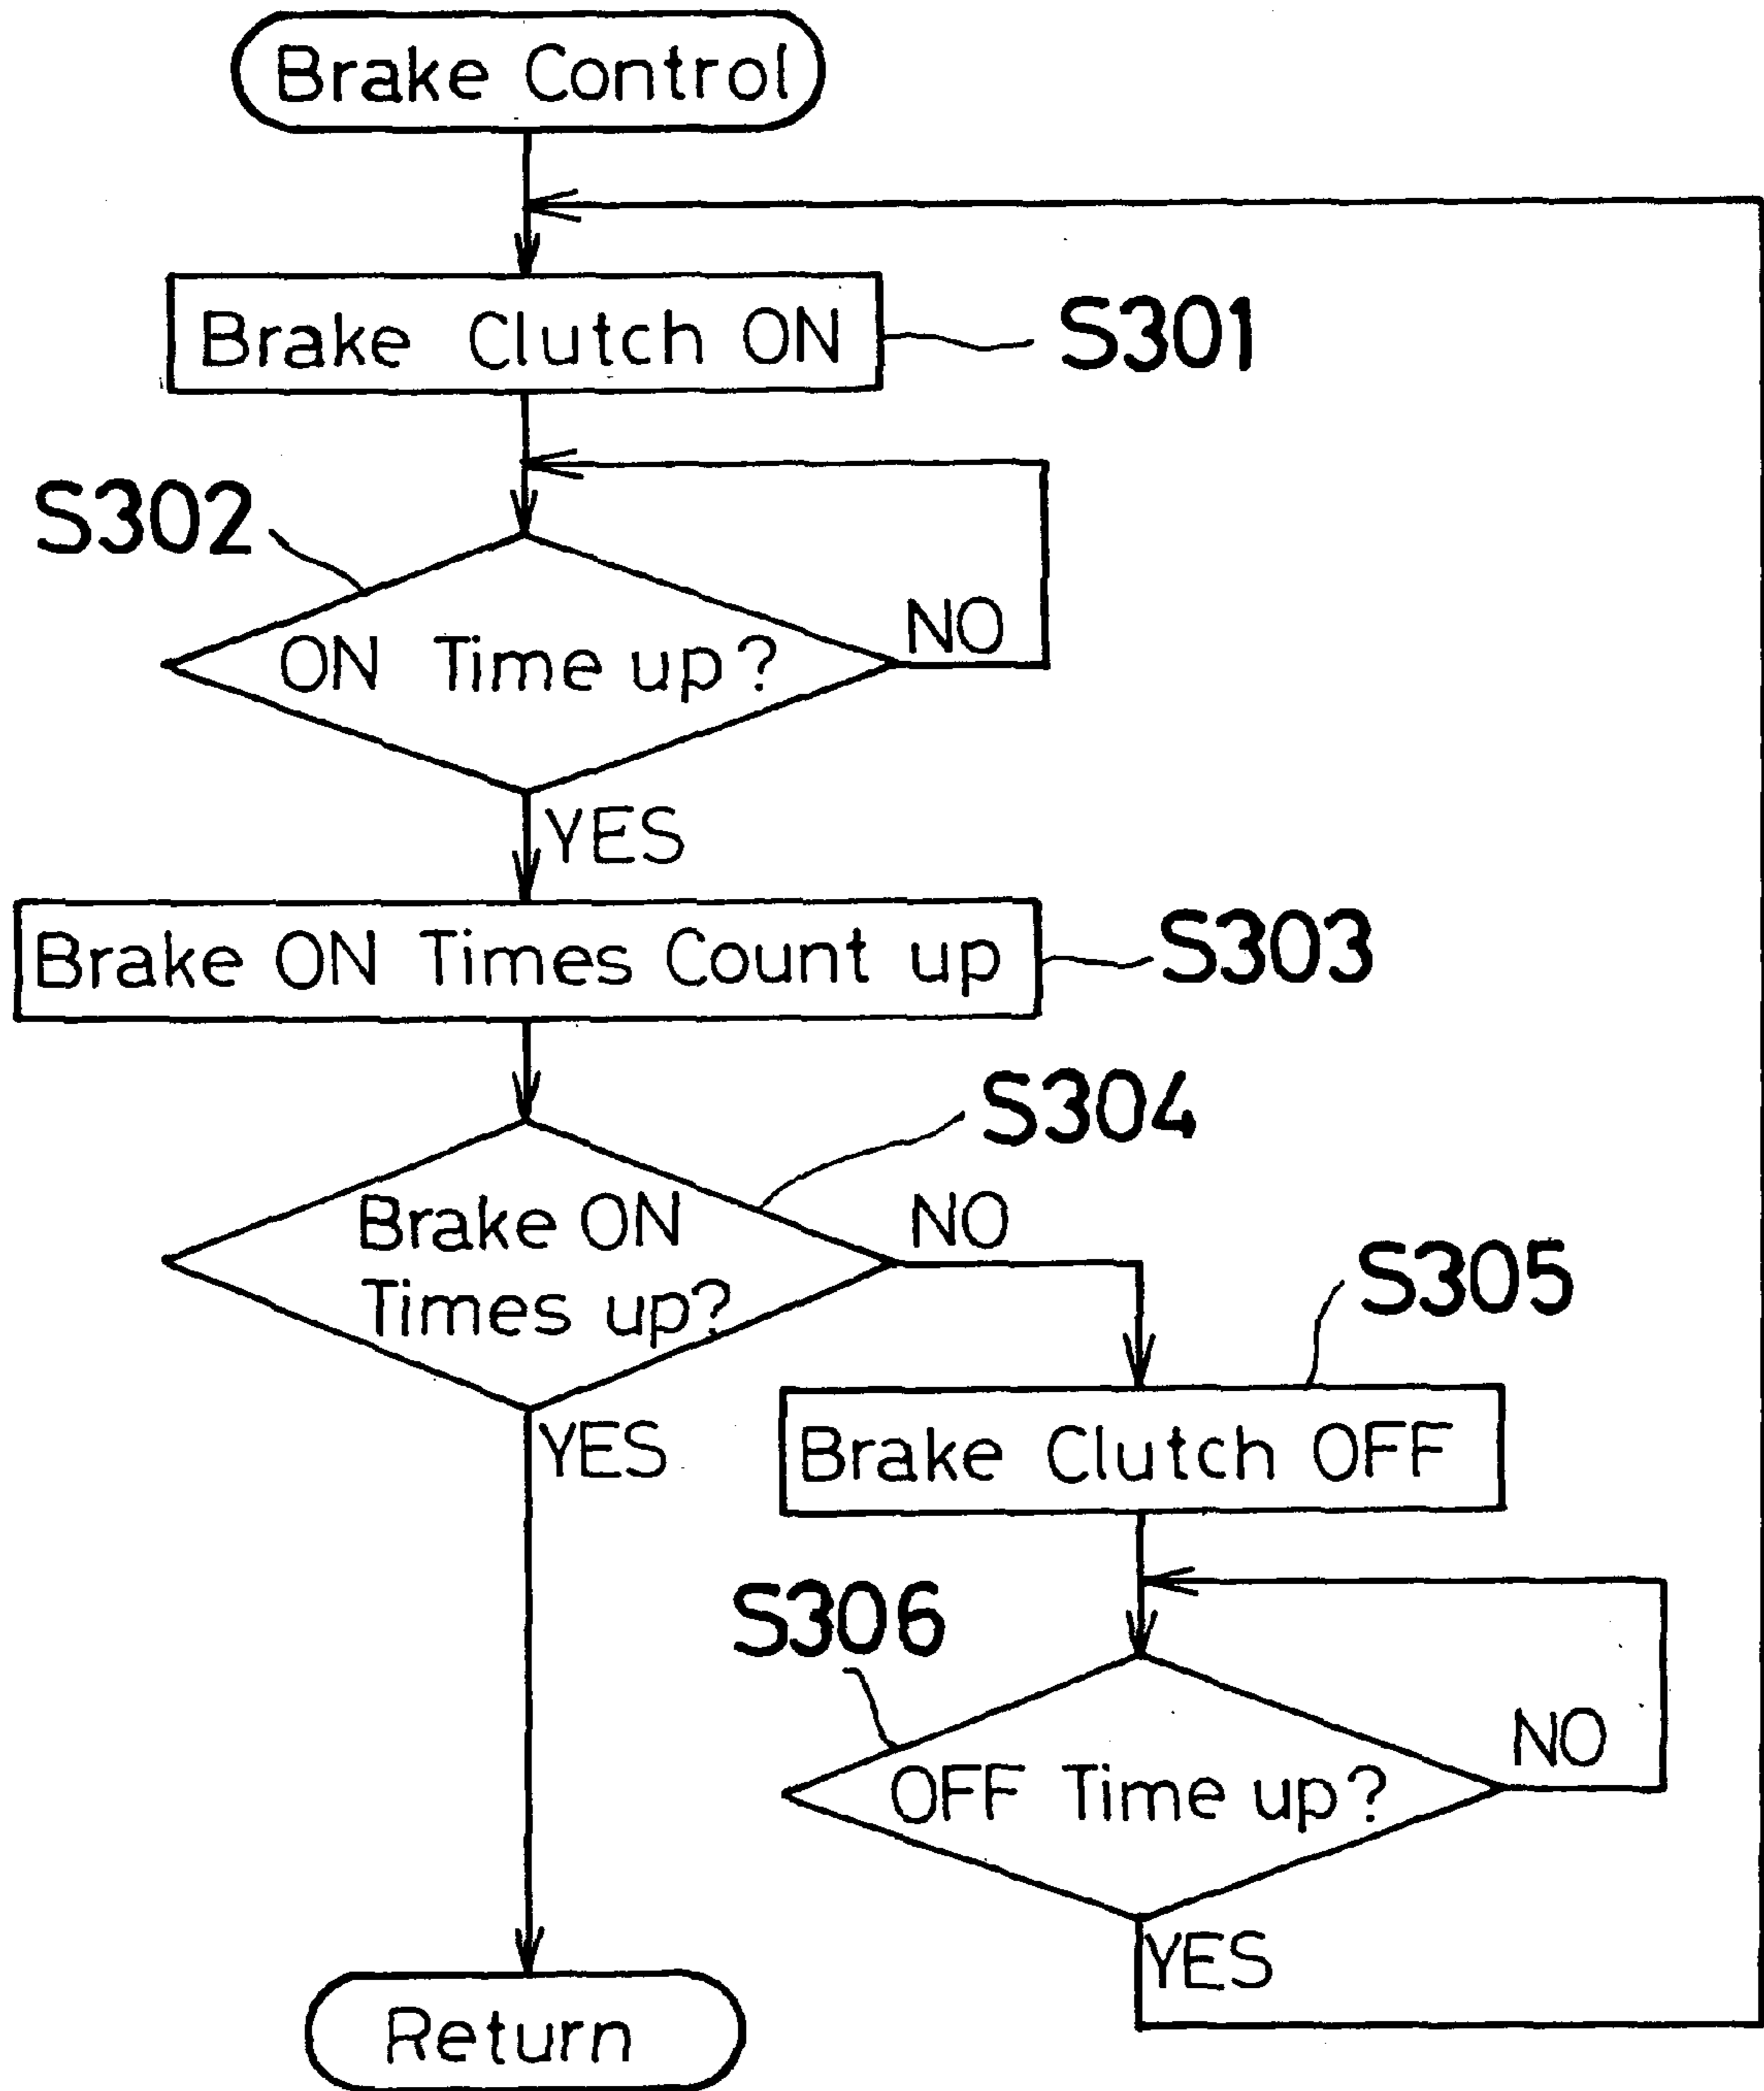 Brake Control
Brake Clutch ON
S301
S302
ON Time up?
NO
YES
Brake ON Times Count up
S303
S304
Brake ON
Times up?
NO
YES
S305
Brake Clutch OFF
S306
OFF Time up?
NO
YES
Return